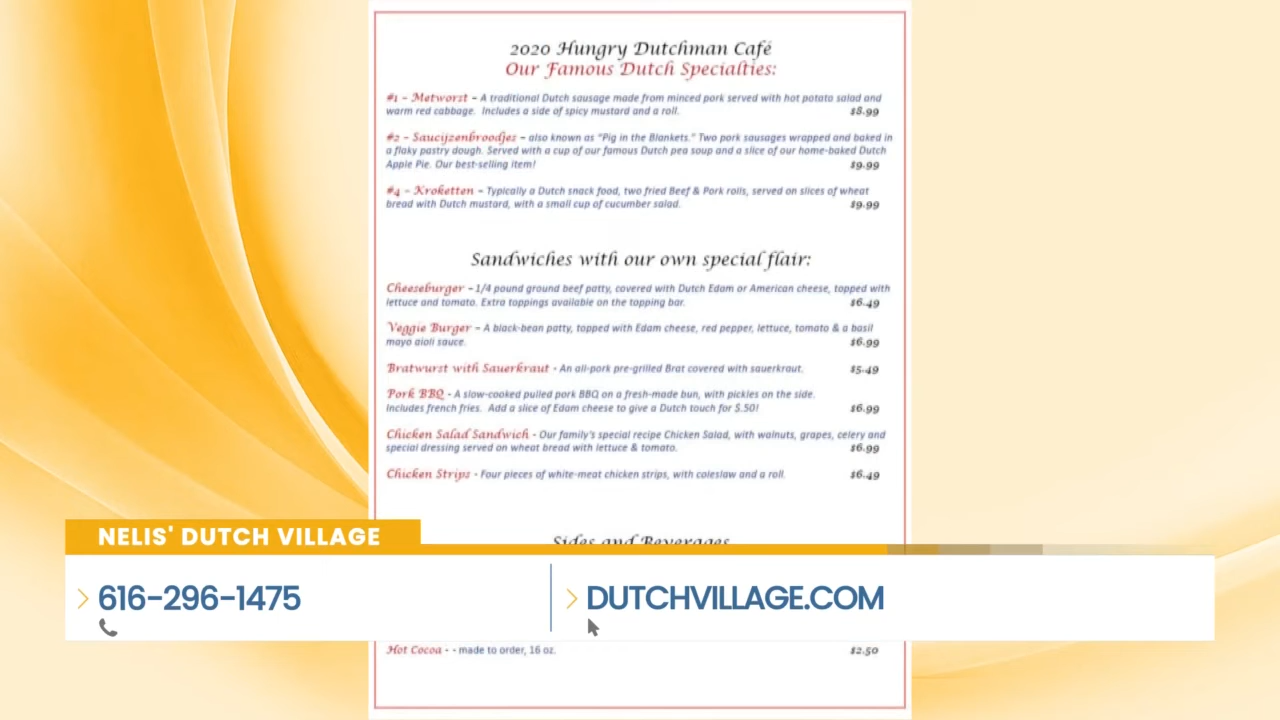 2020 Hungry Dutchman Café
Our Famous Dutch Specialties:
#1 – Metworst – A traditional Dutch sausage made from minced pork served with hot potato salad and
warm red cabbage. Includes a side of spicy mustard and a roll. $8.99
#2 – Saucijzenbroodjes – also known as "Pig in the Blankets." Two pork sausages wrapped and baked in
a flaky pastry dough. Served with a cup of our famous Dutch pea soup and a slice of our home-baked Dutch
Apple Pie. Our best-selling item! $9.99
#4 – Kroketten – Typically a Dutch snack food, two fried Beef & Pork rolls, served on slices of wheat
bread with Dutch mustard, with a small cup of cucumber salad. $9.99
Sandwiches with our own special flair:
Cheeseburger – 1/4 pound ground beef patty, covered with Dutch Edam or American cheese, topped with
lettuce and tomato. Extra toppings available on the topping bar. $6.49
Veggie Burger – A black-bean patty, topped with Edam cheese, red pepper, lettuce, tomato & a basil
mayo aioli sauce. $6.99
Bratwurst with Sauerkraut - An all-pork pre-grilled Brat covered with sauerkraut. $5.49
Pork BBQ - A slow-cooked pulled pork BBQ on a fresh-made bun, with pickles on the side.
Includes french fries. Add a slice of Edam cheese to give a Dutch touch for $.50! $6.99
Chicken Salad Sandwich - Our family's special recipe Chicken Salad, with walnuts, grapes, celery and
special dressing served on wheat bread with lettuce & tomato. $6.99
Chicken Strips - Four pieces of white-meat chicken strips, with coleslaw and a roll. $6.49
Sides and Beverages
NELIS' DUTCH VILLAGE
616-296-1475
DUTCHVILLAGE.COM
Hot Cocoa - - made to order, 16 oz. $2.50